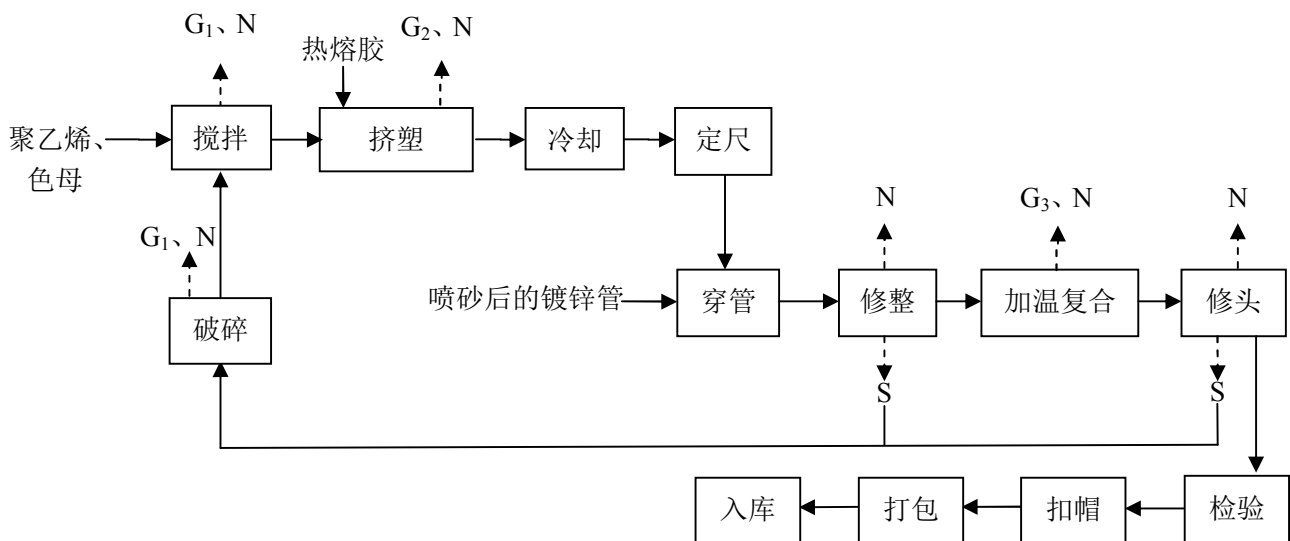 G₁、N
G₂、N
热熔胶
聚乙烯、
色母
搅拌
挤塑
冷却
定尺
G₁、N
N
G₃、N
N
破碎
喷砂后的镀锌管
穿管
修整
加温复合
修头
S
S
入库
打包
扣帽
检验